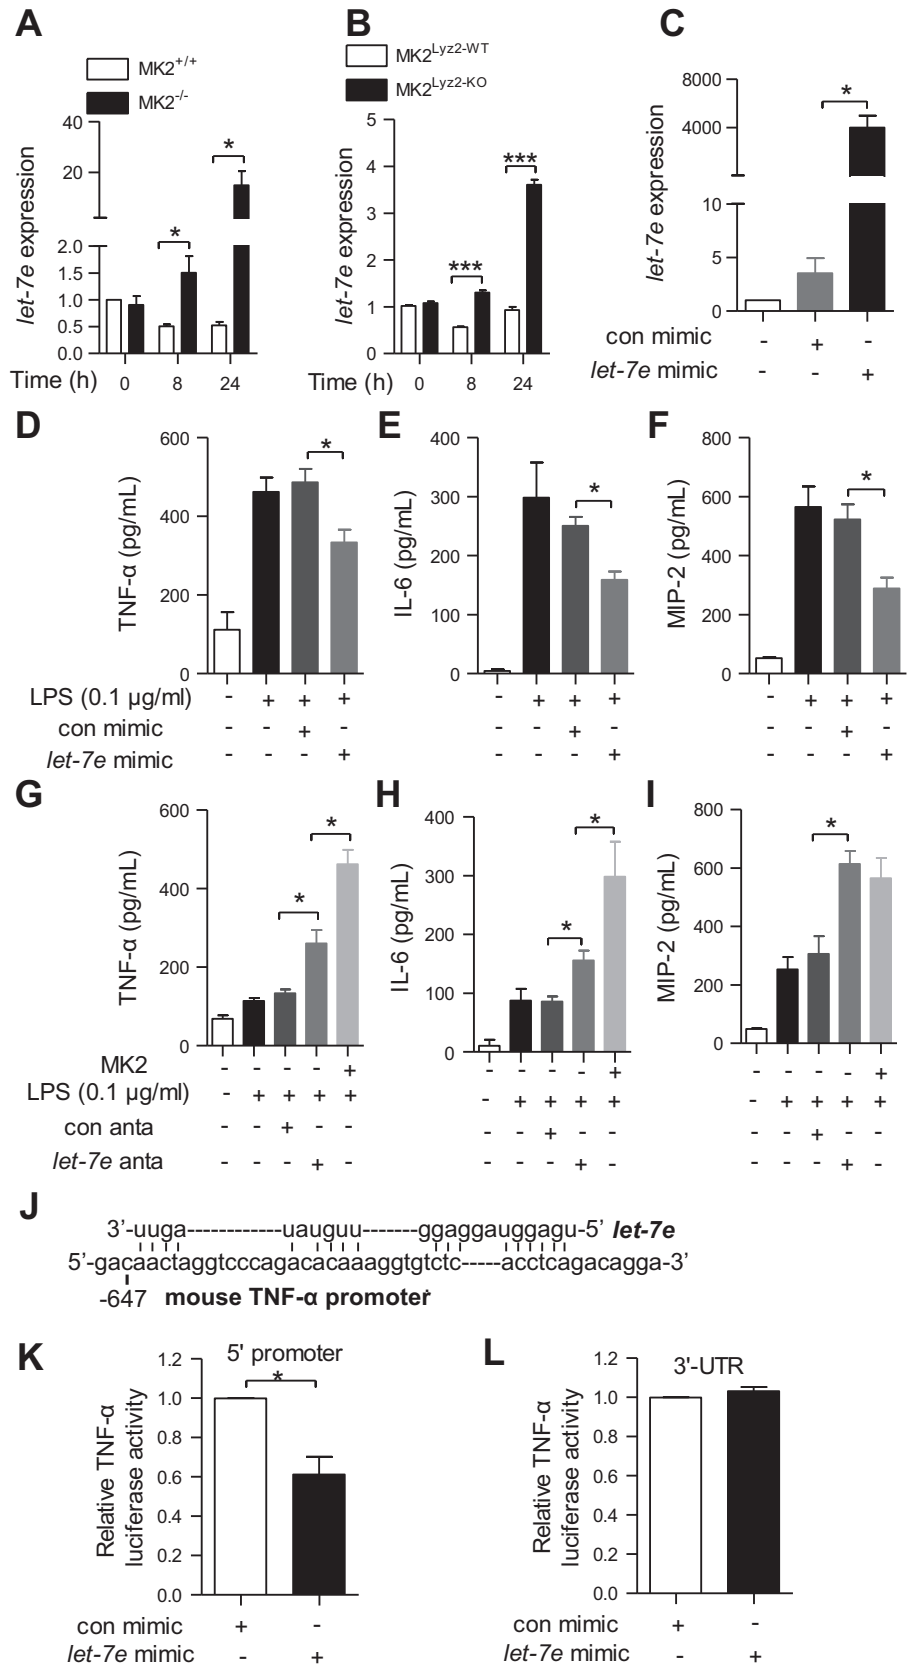 A
MK2+/+
MK2-/-
let-7e expression
40
20
2.0
1.5
1.0
0.5
0.0
*
*
Time (h) 0 8 24
B
MK2Lyz2-WT
MK2Lyz2-KO
let-7e expression
5
4
3
2
1
0
***
***
Time (h) 0 8 24
C
let-7e expression
8000
4000
10
5
0
*
con mimic - + -
let-7e mimic - - +
D
TNF-α (pg/mL)
600
400
200
0
*
E
IL-6 (pg/mL)
400
300
200
100
0
*
F
MIP-2 (pg/mL)
800
600
400
200
0
*
LPS (0.1 µg/ml) - + + + - + + + - + + +
con mimic - - + - - - + - - - + -
let-7e mimic - - - + - - - + - - - +
G
TNF-α (pg/mL)
600
400
200
0
*
*
H
IL-6 (pg/mL)
400
300
200
100
0
*
*
I
MIP-2 (pg/mL)
800
600
400
200
0
*
MK2 - - - - + - - - - + - - - - +
LPS (0.1 µg/ml) - + + + + - + + + + - + + + +
con anta - - + - - - - + - - - - + - -
let-7e anta - - - + - - - - + - - - - + -
J
3’-uuga------------uauguu-------ggaggauggagu-5’ let-7e
5’-gacaactaggtcccagacacaaaggtgtctc-----acctcagacagga-3’
-647 mouse TNF-α promoter
K
5' promoter
Relative TNF-α
luciferase activity
1.2
1.0
0.8
0.6
0.4
0.2
0.0
*
con mimic + -
let-7e mimic - +
L
3'-UTR
Relative TNF-α
luciferase activity
1.2
1.0
0.8
0.6
0.4
0.2
0.0
con mimic + -
let-7e mimic - +